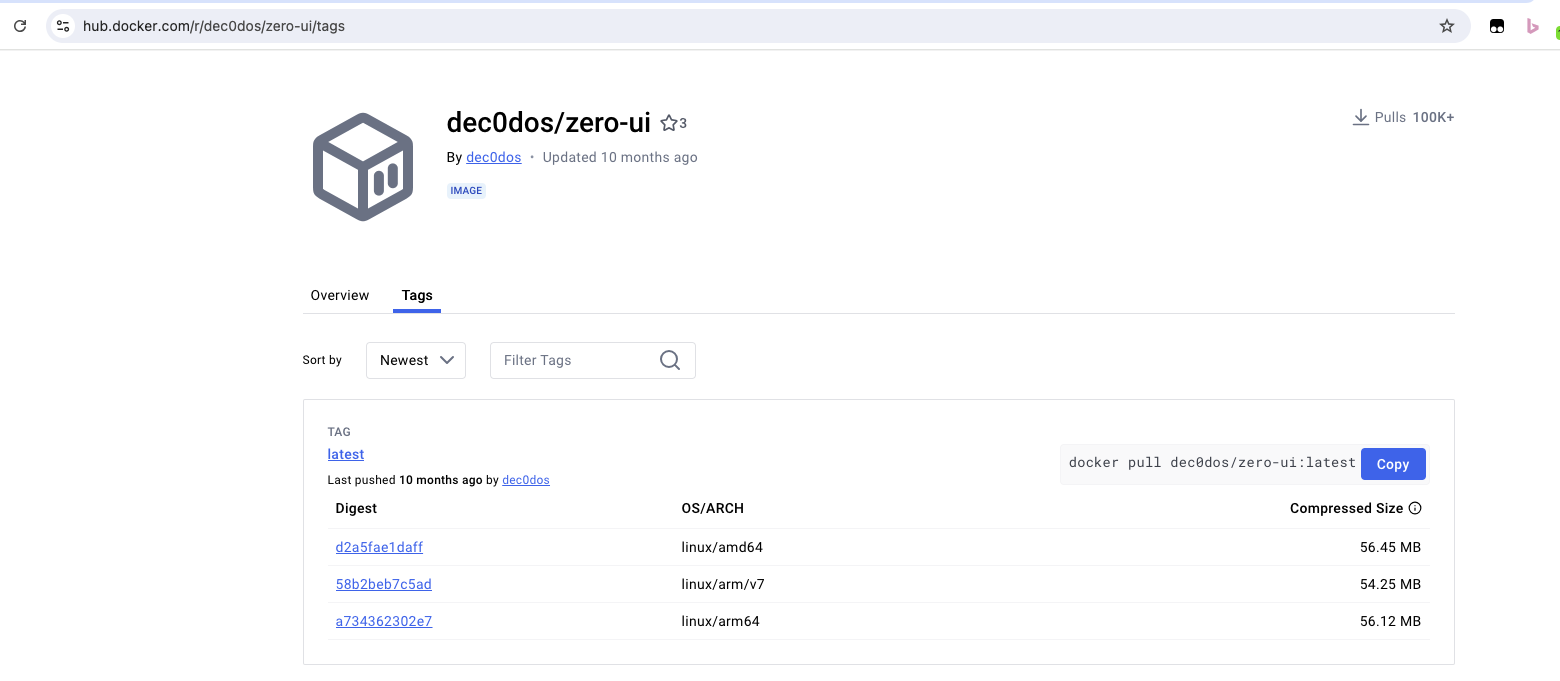 hub.docker.com/r/dec0dos/zero-ui/tags
dec0dos/zero-ui ☆3
Pulls 100K+
By dec0dos • Updated 10 months ago
IMAGE
Overview Tags
Sort by Newest Filter Tags
TAG
latest
docker pull dec0dos/zero-ui:latest Copy
Last pushed 10 months ago by dec0dos
Digest OS/ARCH Compressed Size
d2a5fae1daff linux/amd64 56.45 MB
58b2beb7c5ad linux/arm/v7 54.25 MB
a734362302e7 linux/arm64 56.12 MB